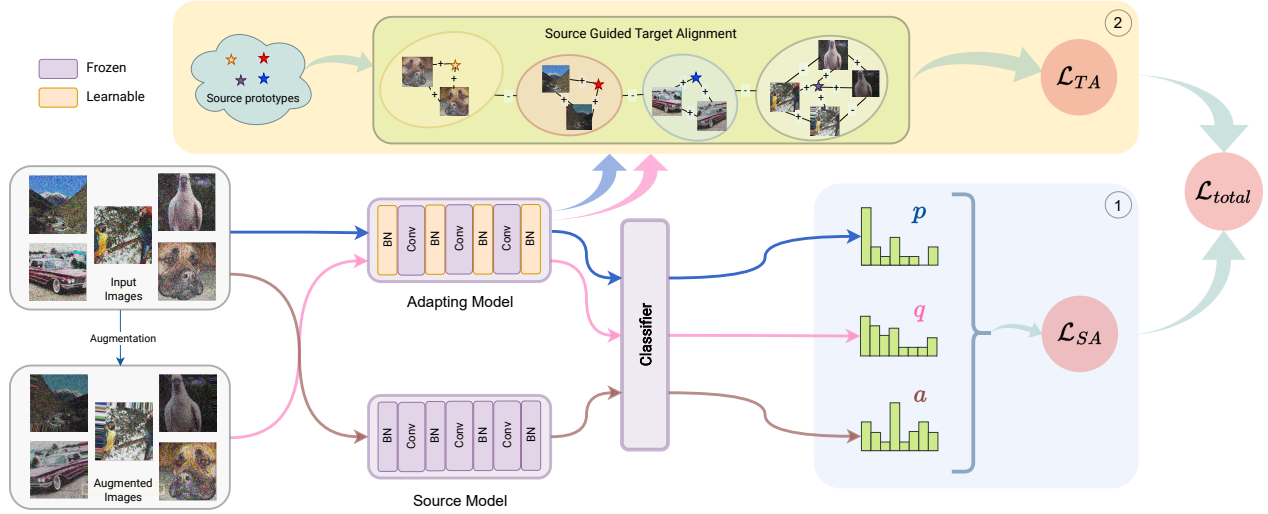 2
Source Guided Target Alignment
Frozen
Learnable
Source prototypes
+
+
+
-
+
+
-
+
+
-
-
-
+
+
+
+
-
-
ℒ_TA
ℒ_total
1
p
BN
Conv
BN
Conv
BN
Conv
BN
Input
Images
Adapting Model
Augmentation
Classifier
q
ℒ_SA
a
BN
Conv
BN
Conv
BN
Conv
BN
Augmented
Images
Source Model